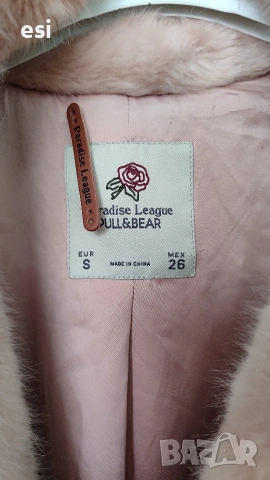 esi
Paradise League
Paradise League
PULL&BEAR
EUR
S
MADE IN CHINA
MEX
26
BAZAR